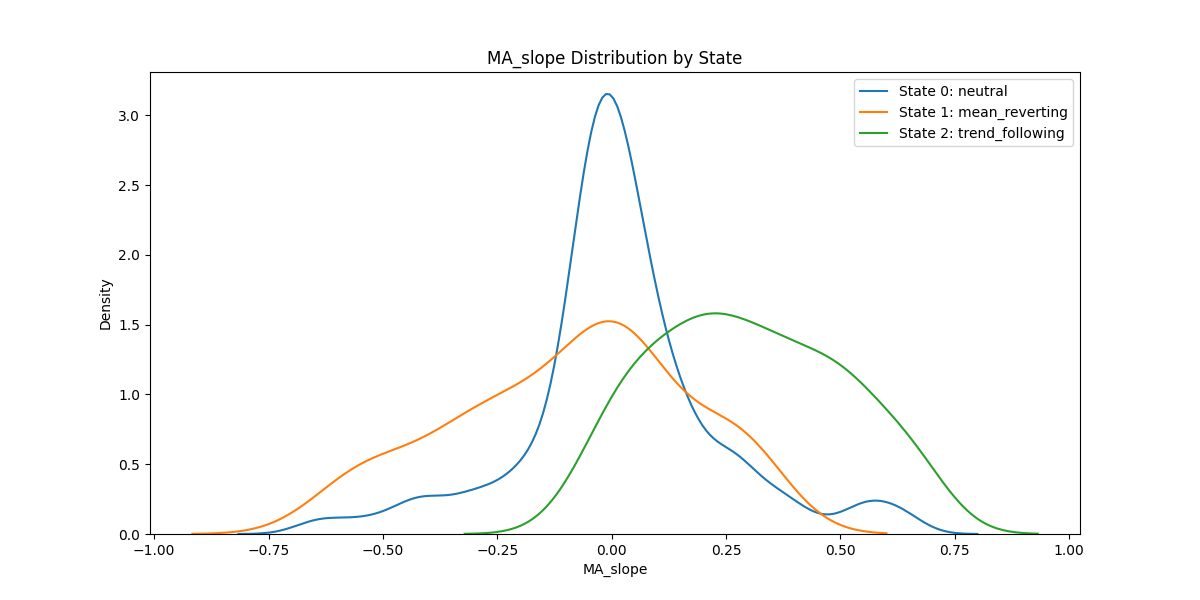 MA_slope Distribution by State
State 0: neutral
State 1: mean_reverting
State 2: trend_following
Density
3.0
2.5
2.0
1.5
1.0
0.5
0.0
−1.00 −0.75 −0.50 −0.25 0.00 0.25 0.50 0.75 1.00
MA_slope